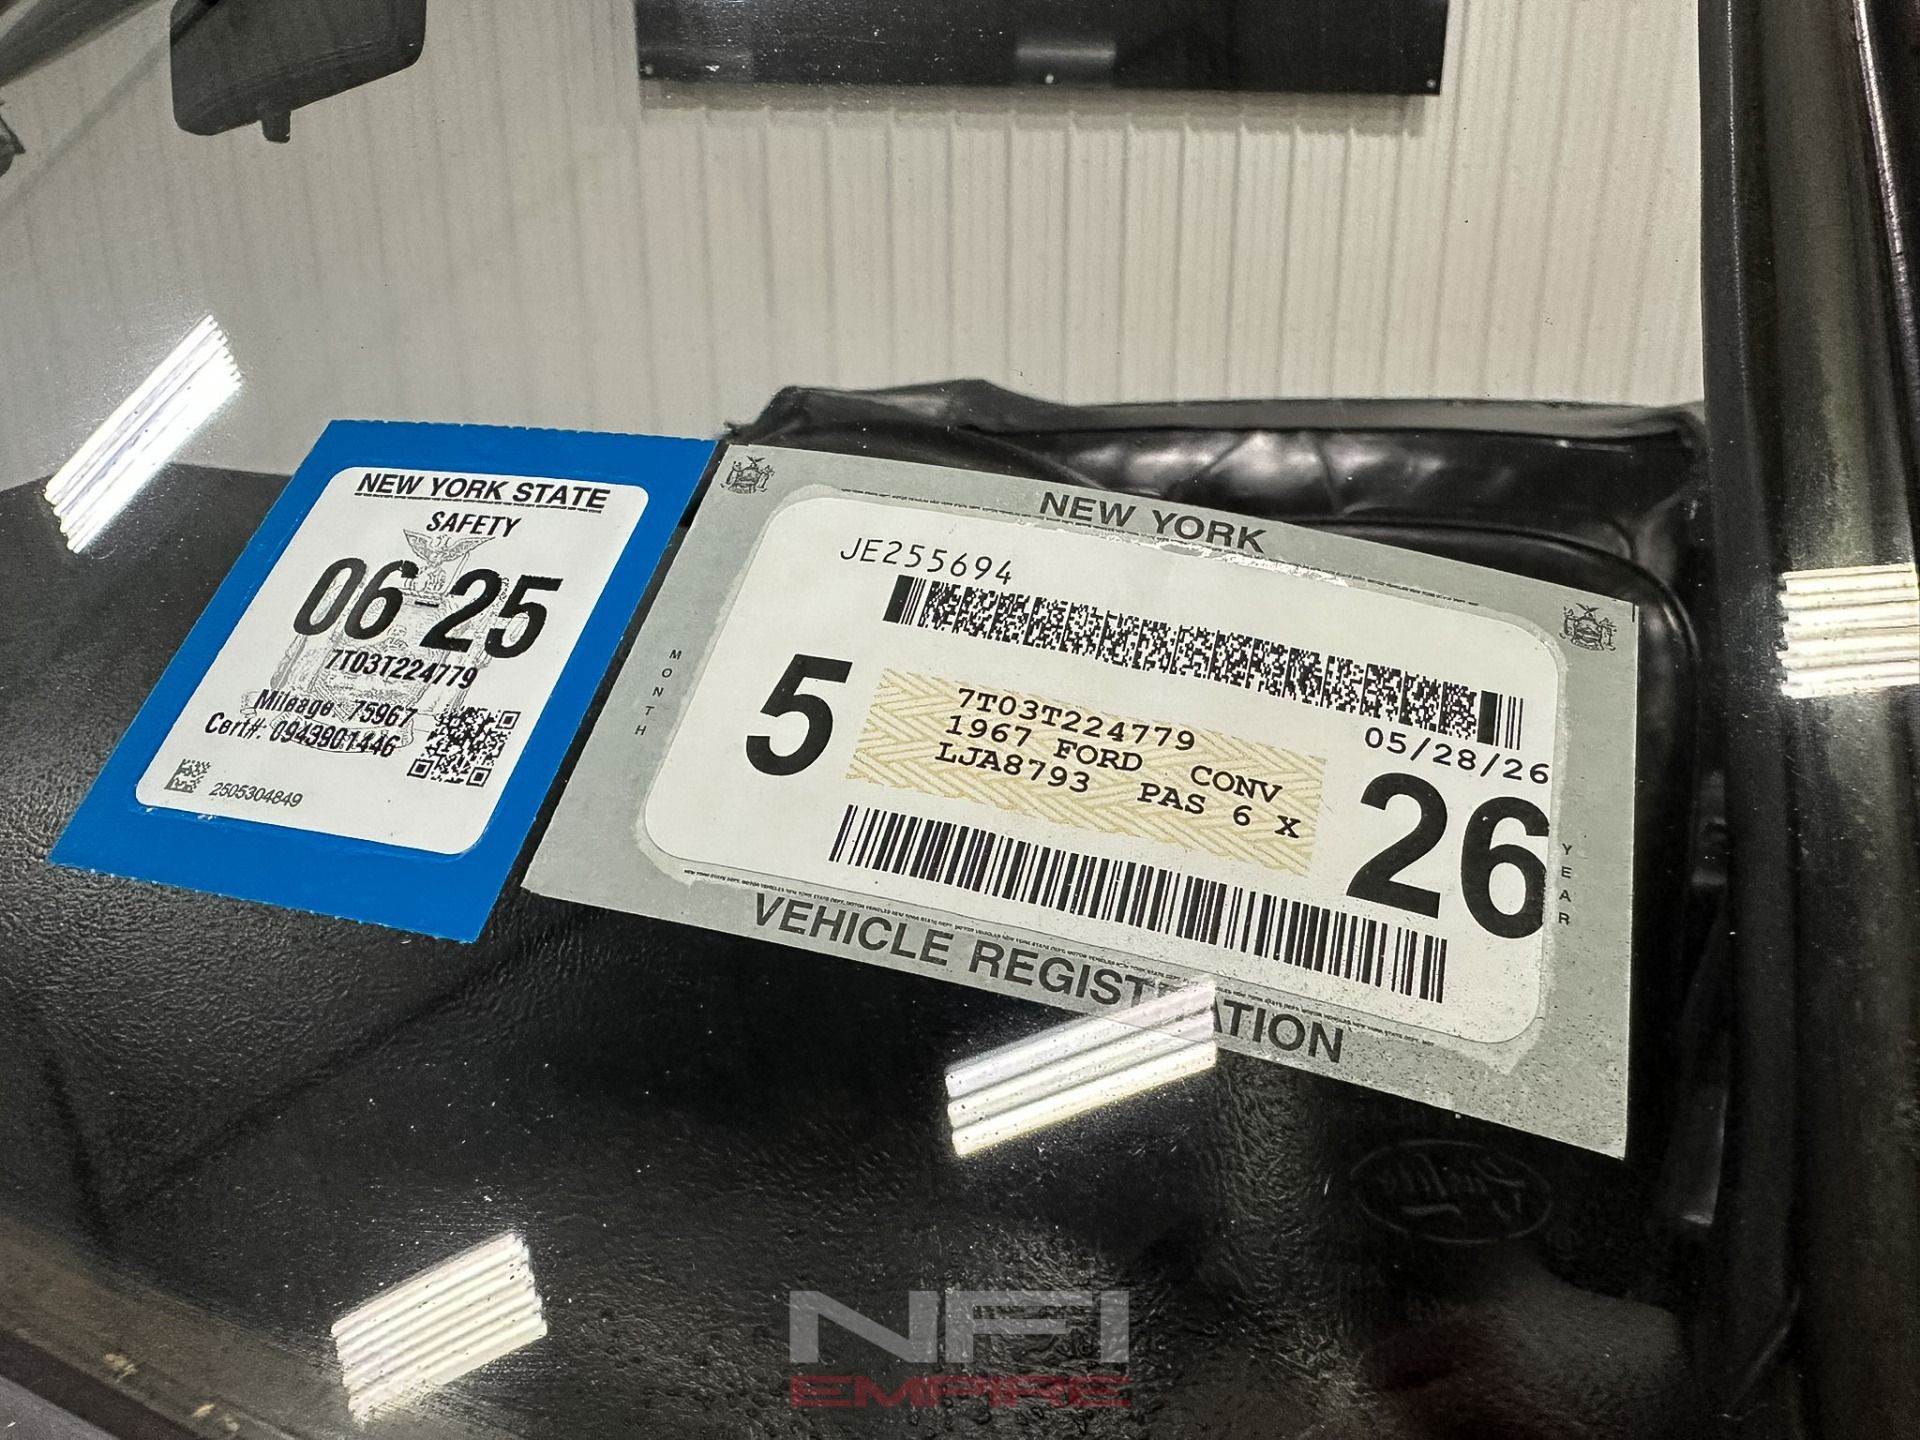 NEW YORK STATE
SAFETY
06-25
7T03T224779
Mileage: 75967
Cert#: 0943901446
2505304849
NEW YORK
JE255694
MONTH
5
7T03T224779
1967 FORD CONV
LJA8793 PAS 6 X
05/28/26
26
YEAR
VEHICLE REGISTRATION
NFI
EMPIRE